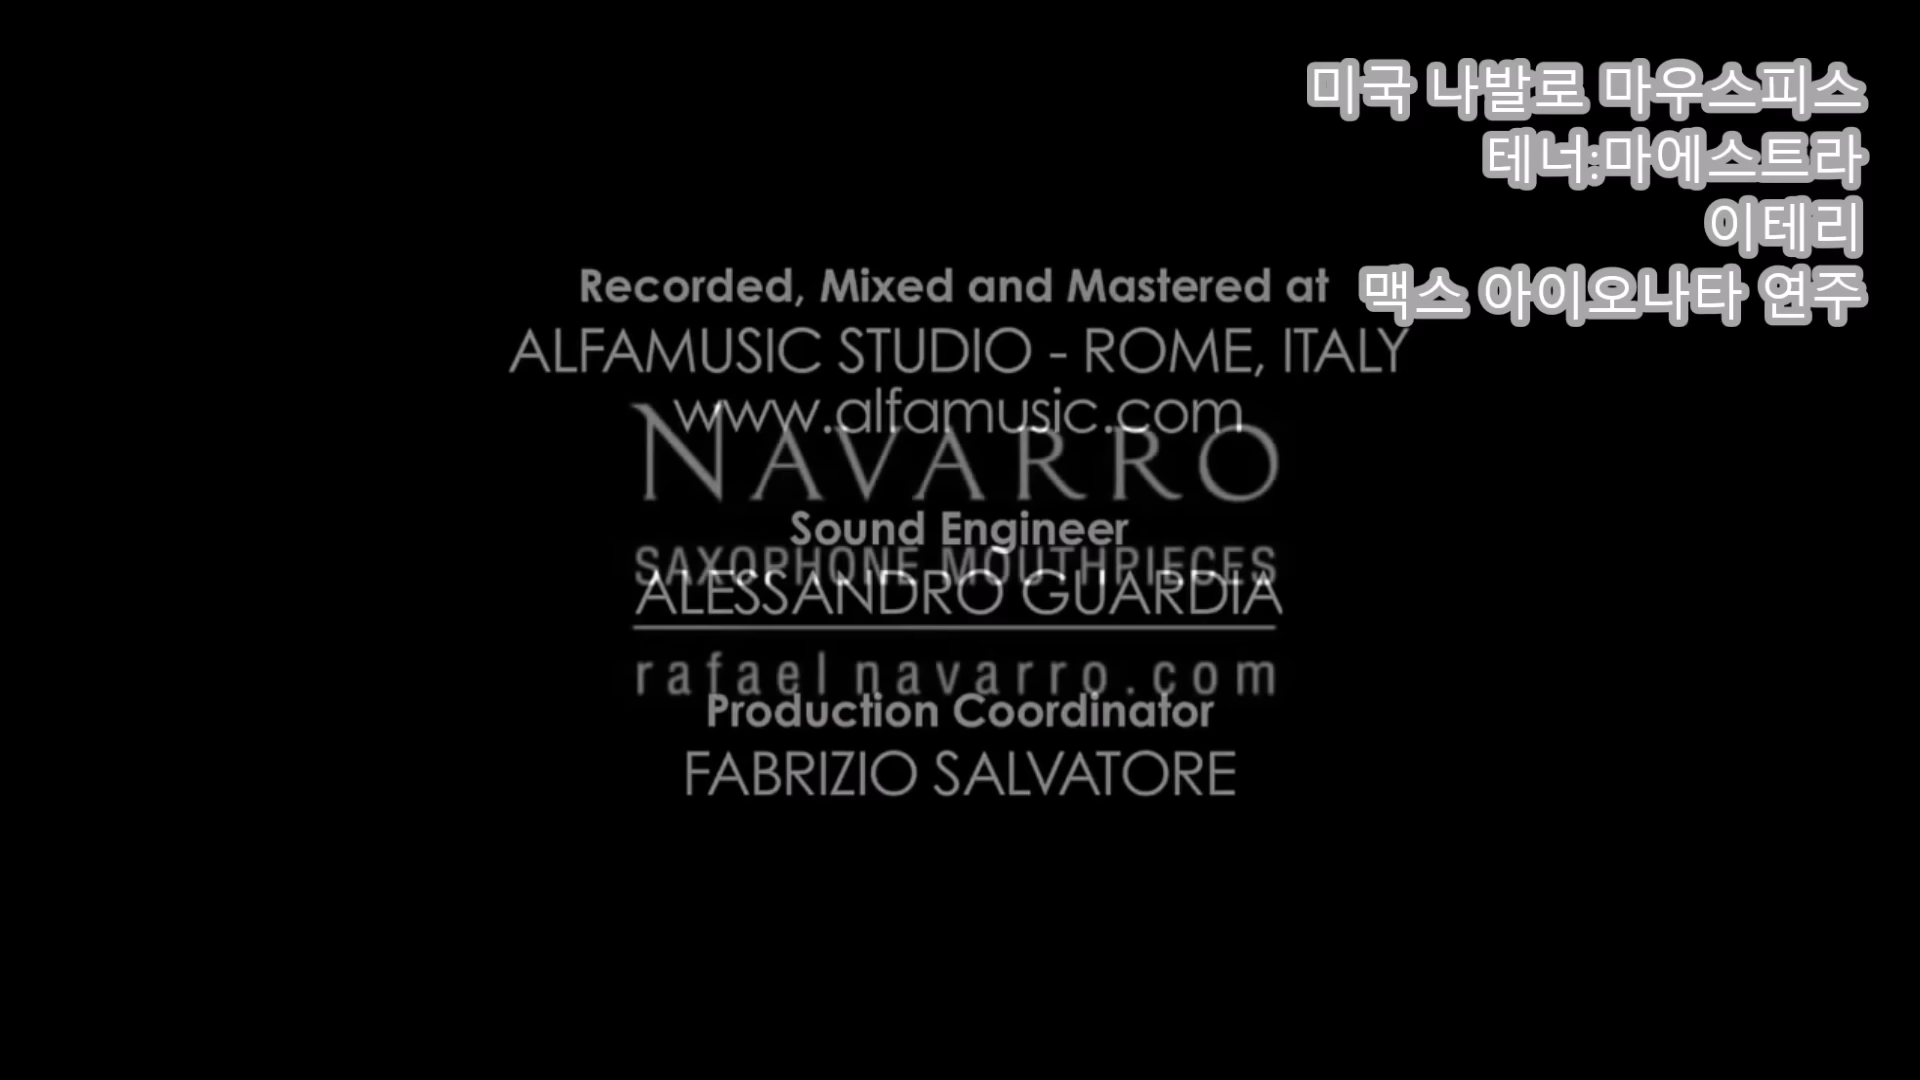 미국 나발로 마우스피스
테너:마에스트라
이테리
맥스 아이오나타 연주
Recorded, Mixed and Mastered at
ALFAMUSIC STUDIO - ROME, ITALY
www.alfamusic.com
NAVARRO
Sound Engineer
SAXOPHONE MOUTHPIECES
ALESSANDRO GUARDIA
rafaelnavarro.com
Production Coordinator
FABRIZIO SALVATORE